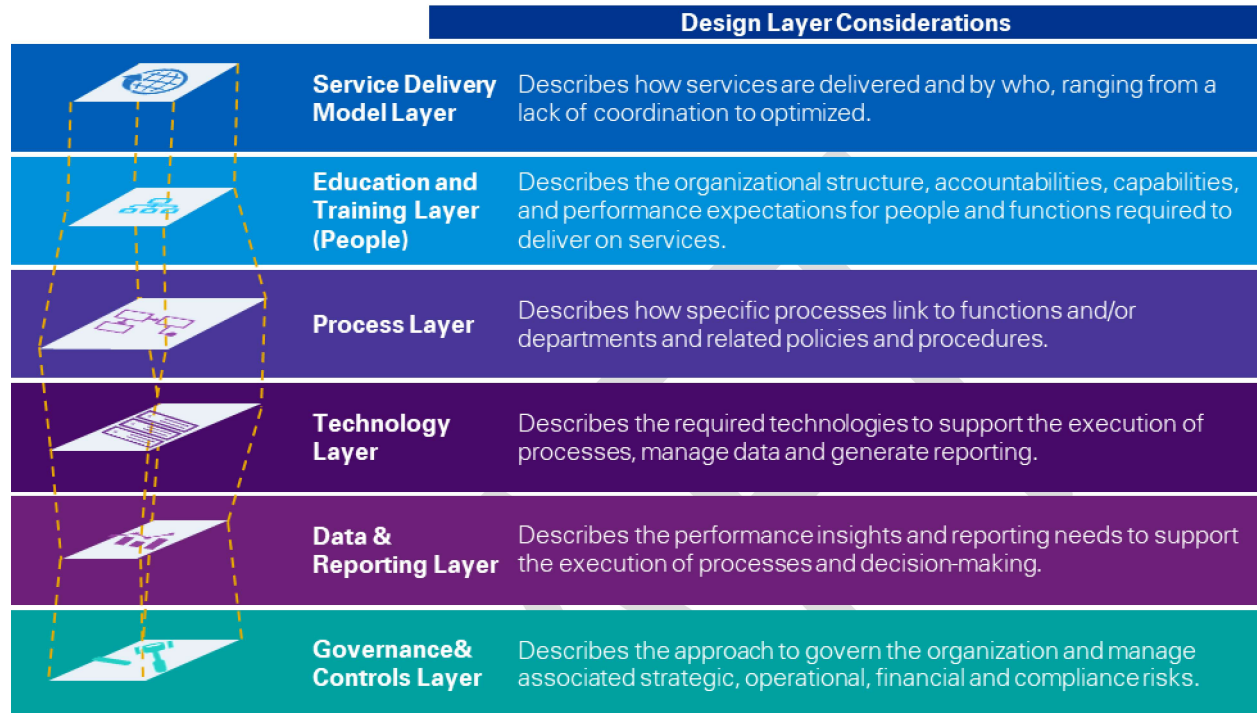 Design Layer Considerations
Service Delivery
Model Layer
Describes how services are delivered and by who, ranging from a
lack of coordination to optimized.
Education and
Training Layer
(People)
Describes the organizational structure, accountabilities, capabilities,
and performance expectations for people and functions required to
deliver on services.
Process Layer
Describes how specific processes link to functions and/or
departments and related policies and procedures.
Technology
Layer
Describes the required technologies to support the execution of
processes, manage data and generate reporting.
Data &
Reporting Layer
Describes the performance insights and reporting needs to support
the execution of processes and decision-making.
Governance&
Controls Layer
Describes the approach to govern the organization and manage
associated strategic, operational, financial and compliance risks.